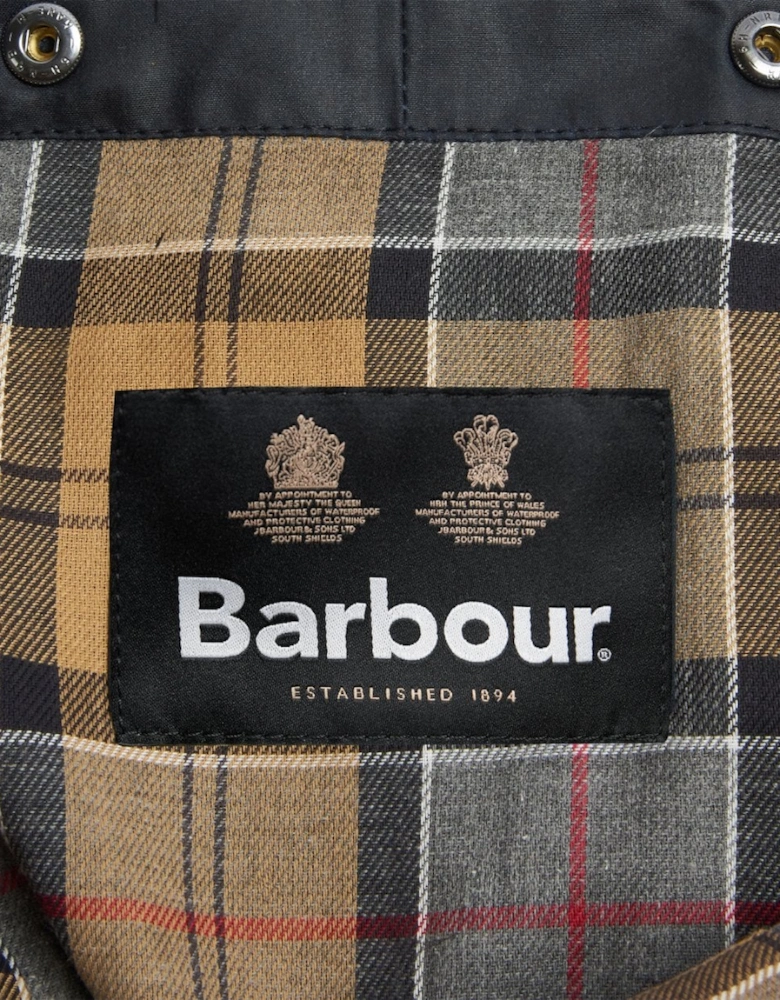 BY APPOINTMENT TO
HER MAJESTY THE QUEEN
MANUFACTURERS OF WATERPROOF
AND PROTECTIVE CLOTHING
J BARBOUR & SONS LTD
SOUTH SHIELDS
BY APPOINTMENT TO
HRH THE PRINCE OF WALES
MANUFACTURERS OF WATERPROOF
AND PROTECTIVE CLOTHING
J BARBOUR & SONS LTD
SOUTH SHIELDS
Barbour®
ESTABLISHED 1894